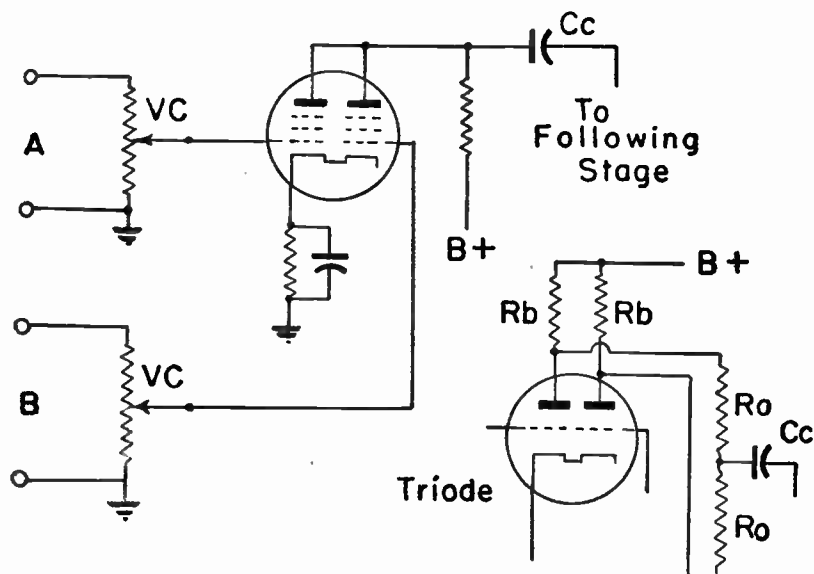 Cc
VC
A
To
Following
Stage
B+
B+
Rb
Rb
VC
B
Ro
Cc
Triode
Ro